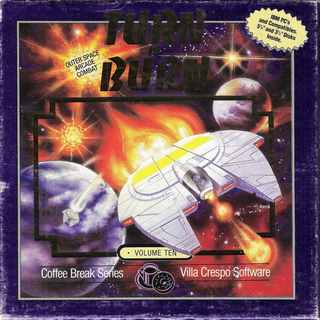 TURN
N
BURN
OUTER SPACE
ARCADE
COMBAT
IBM PC's
and Compatibles.
5¼" and 3½" Disks
Inside.
• VOLUME TEN •
Coffee Break Series
Villa Crespo Software